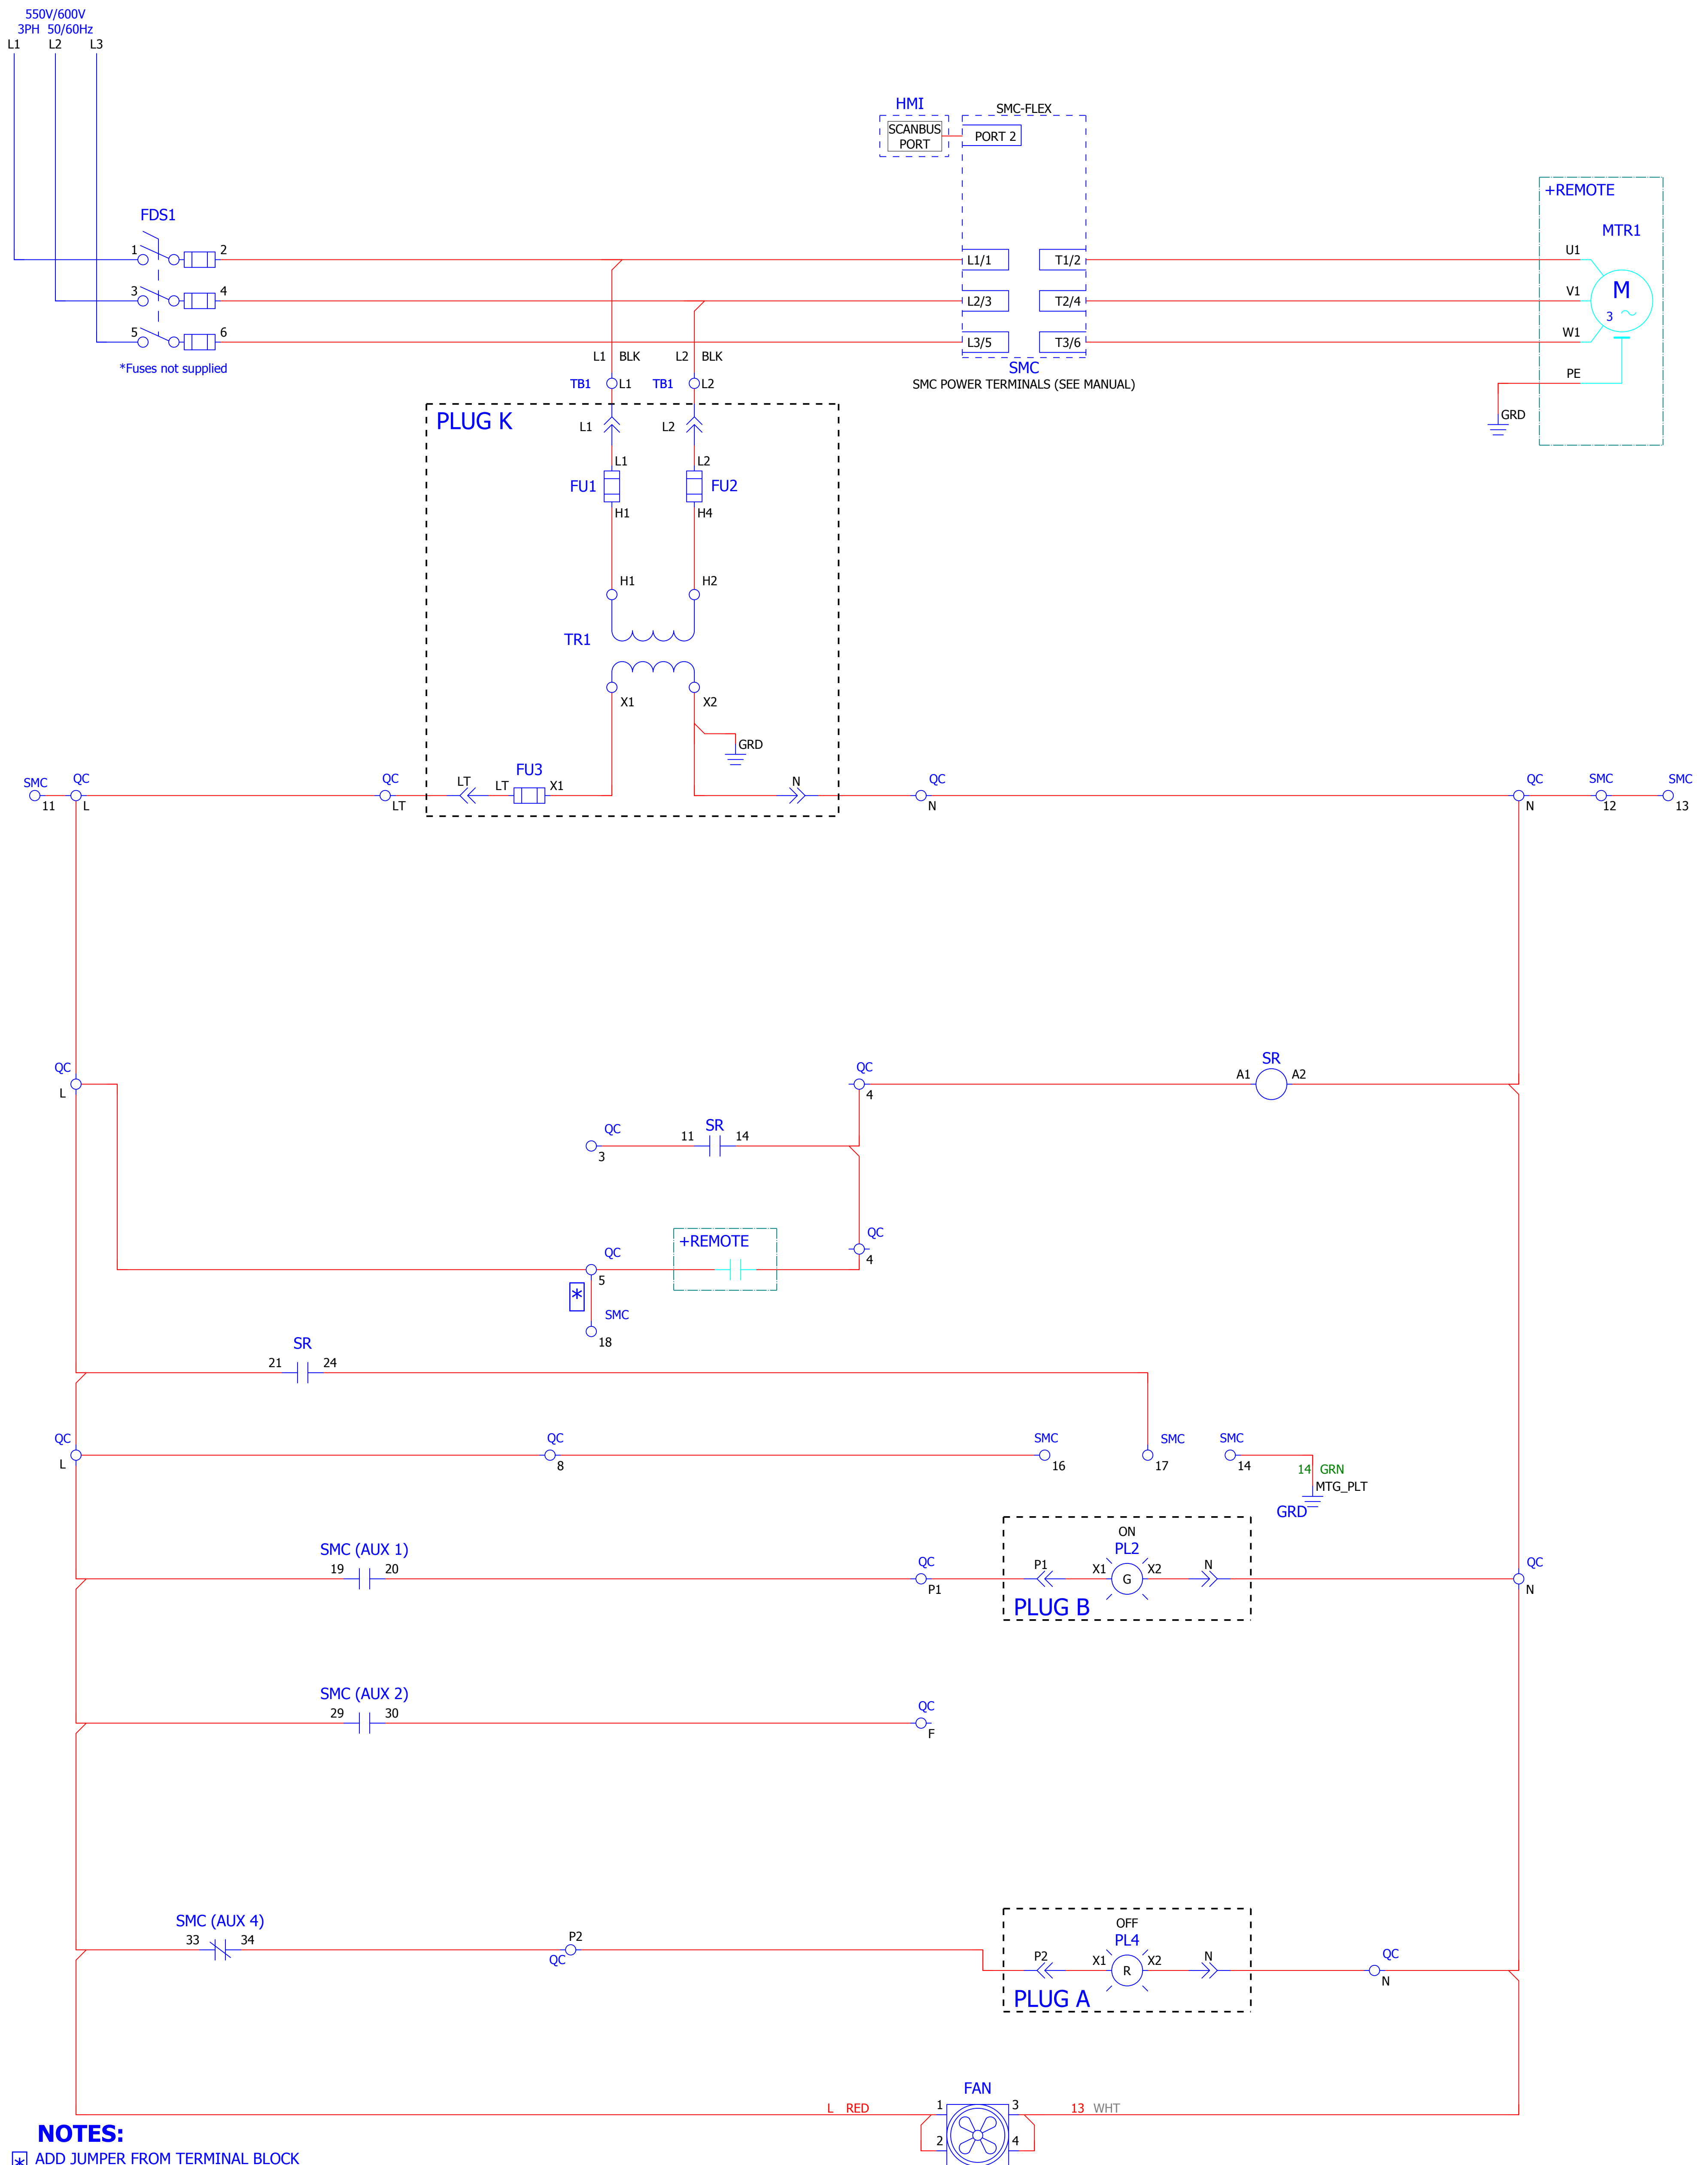 550V/600V
3PH 50/60Hz
L1 L2 L3
HMI
SCANBUS
PORT
SMC-FLEX
PORT 2
+REMOTE
MTR1
FDS1
1 2
L1/1 T1/2
U1
3 4
L2/3 T2/4
V1
M
3
5 6
L3/5 T3/6
W1
*Fuses not supplied
L1 BLK L2 BLK
SMC
SMC POWER TERMINALS (SEE MANUAL)
PE
GRD
TB1 L1 TB1 L2
PLUG K
L1 L2
L1 L2
FU1 FU2
H1 H4
H1 H2
TR1
X1 X2
GRD
SMC QC QC LT LT FU3 X1 N QC QC SMC SMC
11 L LT N N 12 13
QC QC SR
L 4 A1 A2
QC 11 SR 14
3
+REMOTE
QC QC
5 4
*
SMC
18
SR
21 24
QC QC SMC SMC SMC
L 8 16 17 14
14 GRN
MTG_PLT
GRD
SMC (AUX 1)
19 20
QC
P1
ON
PL2
P1 X1 G X2 N
PLUG B
QC
N
SMC (AUX 2)
29 30
QC
F
SMC (AUX 4)
33 34
P2
QC
OFF
PL4
P2 X1 R X2 N
PLUG A
QC
N
FAN
L RED 1 3 13 WHT
2 4
NOTES:
* ADD JUMPER FROM TERMINAL BLOCK